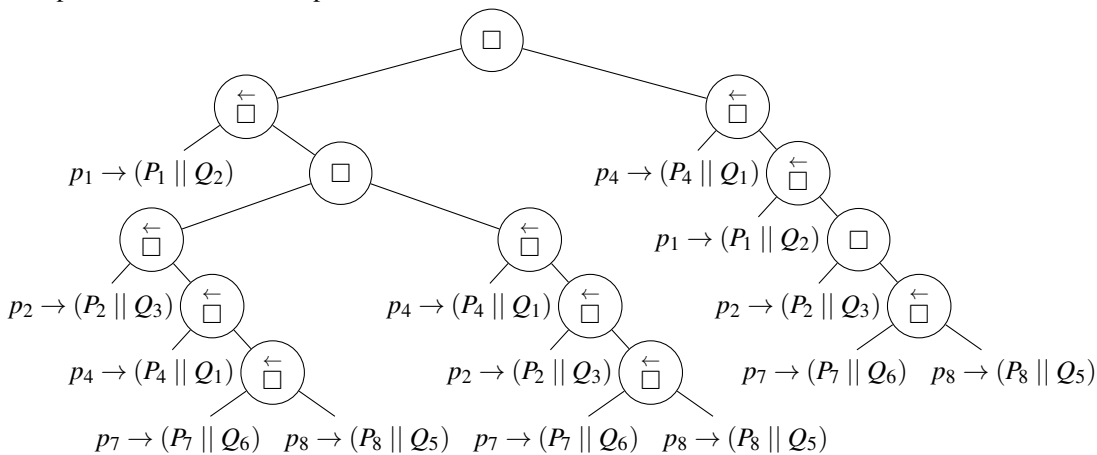 □
←
□
←
□
p₁ → (P₁ || Q₂)
□
p₄ → (P₄ || Q₁)
←
□
←
□
←
□
p₁ → (P₁ || Q₂)
□
p₂ → (P₂ || Q₃)
←
□
p₄ → (P₄ || Q₁)
←
□
p₂ → (P₂ || Q₃)
←
□
p₄ → (P₄ || Q₁)
←
□
p₂ → (P₂ || Q₃)
←
□
p₇ → (P₇ || Q₆)
p₈ → (P₈ || Q₅)
p₇ → (P₇ || Q₆)
p₈ → (P₈ || Q₅)
p₇ → (P₇ || Q₆)
p₈ → (P₈ || Q₅)